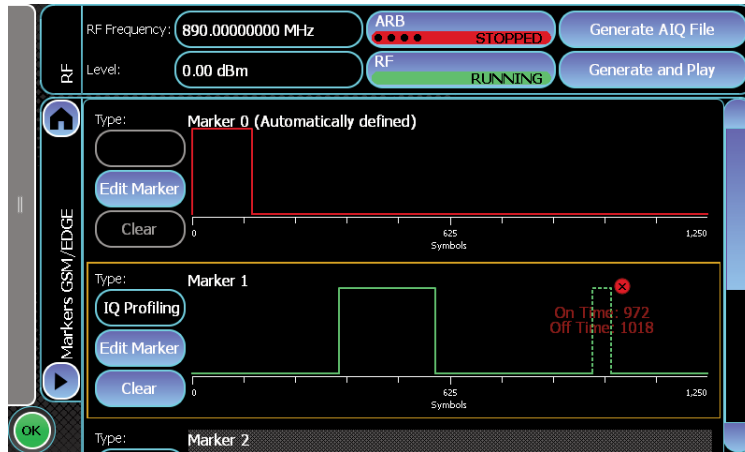 RF
RF Frequency:
890.00000000 MHz
ARB
STOPPED
Generate AIQ File
Level:
0.00 dBm
RF
RUNNING
Generate and Play
Markers GSM/EDGE
Type:
Marker 0 (Automatically defined)
Edit Marker
Clear
0
625
1,250
Symbols
Type:
Marker 1
IQ Profiling
On Time: 972
Off Time: 1018
Edit Marker
Clear
0
625
1,250
Symbols
OK
Type:
Marker 2